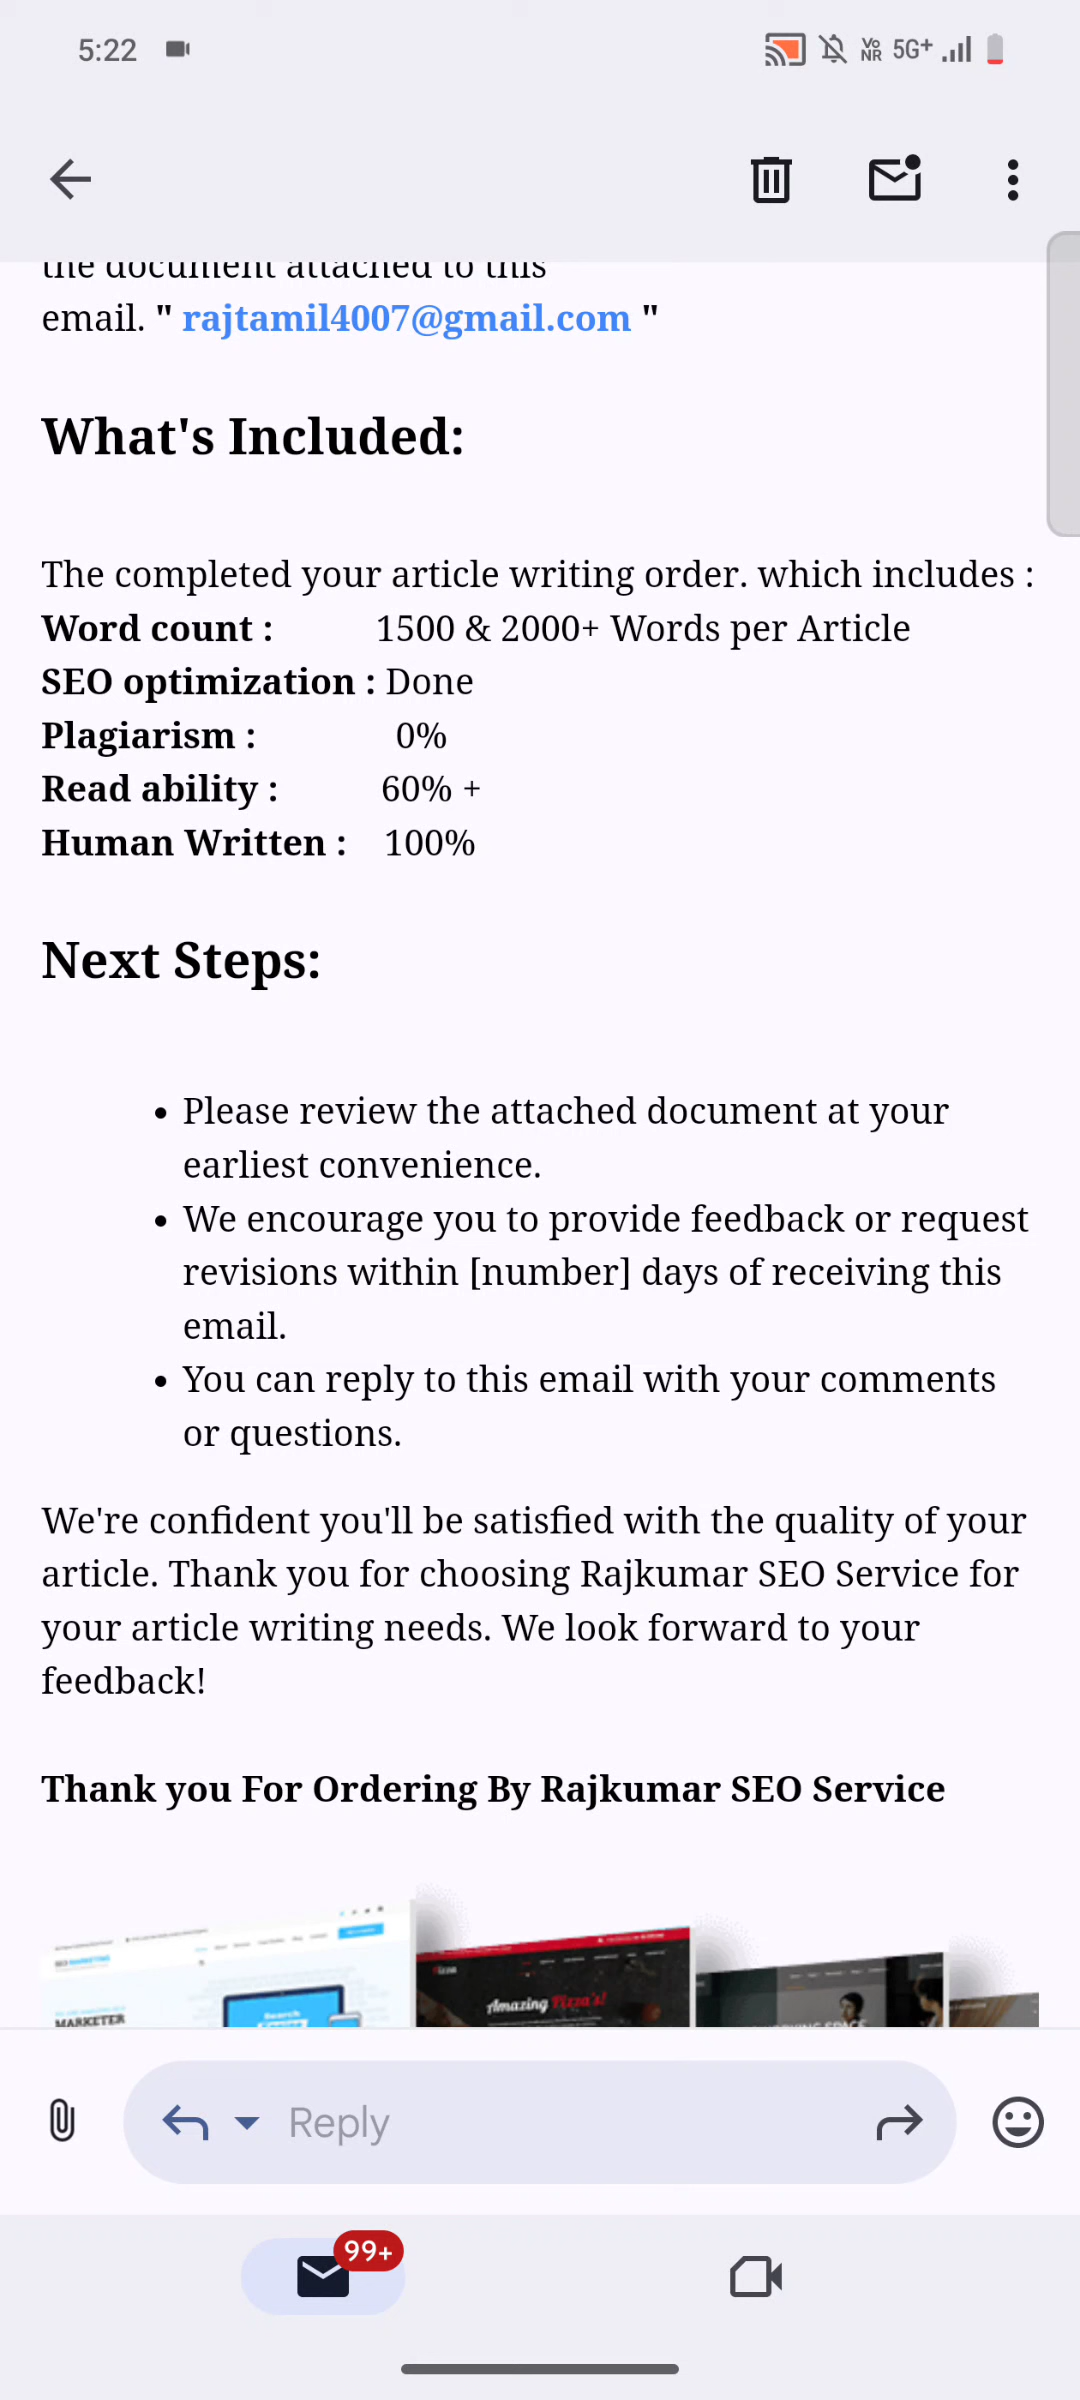 5:22
Vo
NR
5G+
the document attached to this
email. " rajtamil4007@gmail.com "
What's Included:
The completed your article writing order. which includes :
Word count : 1500 & 2000+ Words per Article
SEO optimization : Done
Plagiarism : 0%
Read ability : 60% +
Human Written : 100%
Next Steps:
• Please review the attached document at your
earliest convenience.
• We encourage you to provide feedback or request
revisions within [number] days of receiving this
email.
• You can reply to this email with your comments
or questions.
We're confident you'll be satisfied with the quality of your
article. Thank you for choosing Rajkumar SEO Service for
your article writing needs. We look forward to your
feedback!
Thank you For Ordering By Rajkumar SEO Service
MARKETER
Search
Amazing Pizza's!
Reply
99+